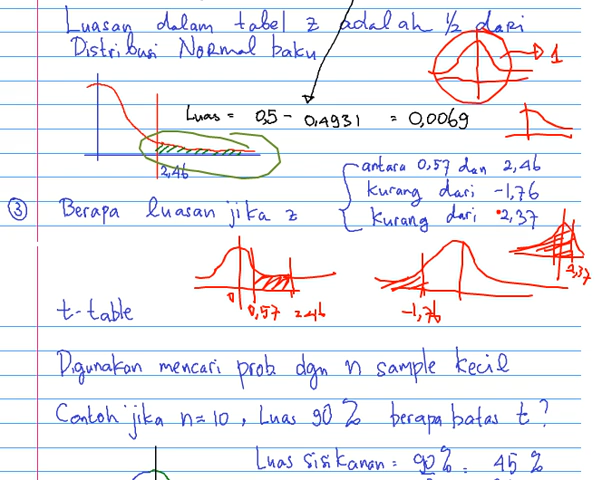 Luasan dalam tabel z adalah 1/2 dari
Distribusi Normal baku
1
Luas = 0,5 - 0,4931 = 0,0069
2,46
antara 0,57 dan 2,46
kurang dari -1,76
③ Berapa luasan jika z
kurang dari 2,37
2,37
0 0,57 2,46
-1,76
t-table
Digunakan mencari prob dgn n sample kecil
Contoh jika n=10, Luas 90% berapa batas t?
Luas sisi kanan = 90% = 45%